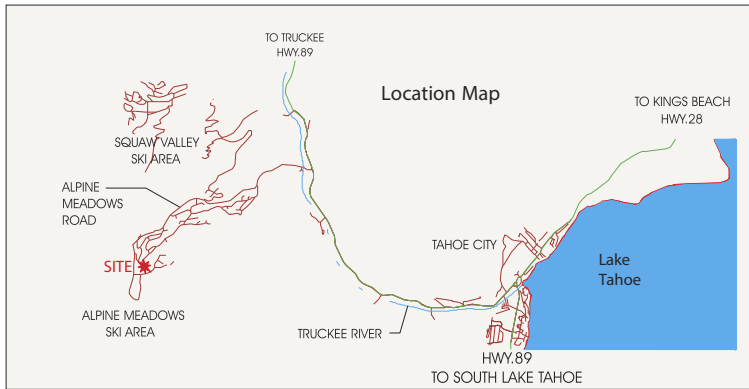 TO TRUCKEE
HWY.89
Location Map
TO KINGS BEACH
HWY.28
SQUAW VALLEY
SKI AREA
ALPINE
MEADOWS
ROAD
TAHOE CITY
Lake
Tahoe
SITE
ALPINE MEADOWS
SKI AREA
TRUCKEE RIVER
HWY.89
TO SOUTH LAKE TAHOE